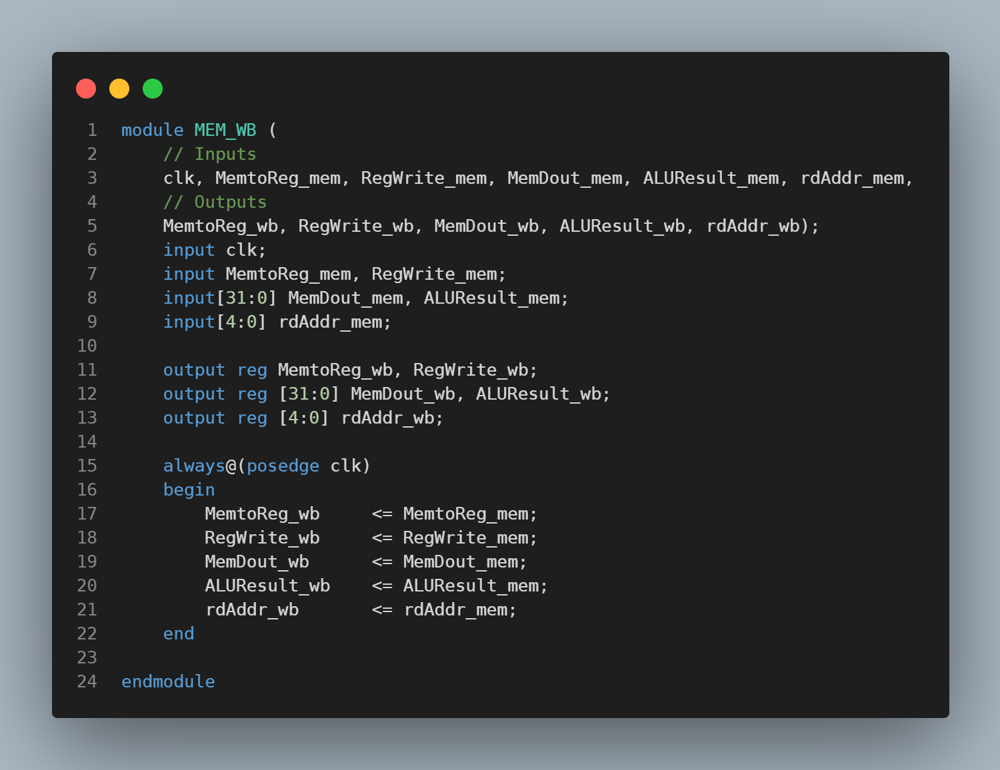 1 module MEM_WB (
2     // Inputs
3     clk, MemtoReg_mem, RegWrite_mem, MemDout_mem, ALUResult_mem, rdAddr_mem,
4     // Outputs
5     MemtoReg_wb, RegWrite_wb, MemDout_wb, ALUResult_wb, rdAddr_wb);
6     input clk;
7     input MemtoReg_mem, RegWrite_mem;
8     input[31:0] MemDout_mem, ALUResult_mem;
9     input[4:0] rdAddr_mem;
10
11     output reg MemtoReg_wb, RegWrite_wb;
12     output reg [31:0] MemDout_wb, ALUResult_wb;
13     output reg [4:0] rdAddr_wb;
14
15     always@(posedge clk)
16     begin
17         MemtoReg_wb     <= MemtoReg_mem;
18         RegWrite_wb     <= RegWrite_mem;
19         MemDout_wb      <= MemDout_mem;
20         ALUResult_wb    <= ALUResult_mem;
21         rdAddr_wb       <= rdAddr_mem;
22     end
23
24 endmodule